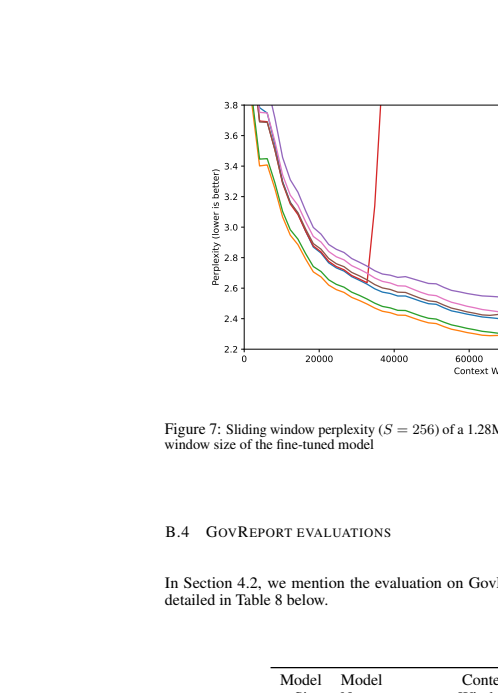 3.8
3.6
3.4
3.2
3.0
2.8
2.6
2.4
2.2
Perplexity (lower is better)
0 20000 40000 60000
Context W
Figure 7: Sliding window perplexity (S = 256) of a 1.28M
window size of the fine-tuned model
B.4 GOVREPORT EVALUATIONS
In Section 4.2, we mention the evaluation on Gov
detailed in Table 8 below.
Model Model Conte